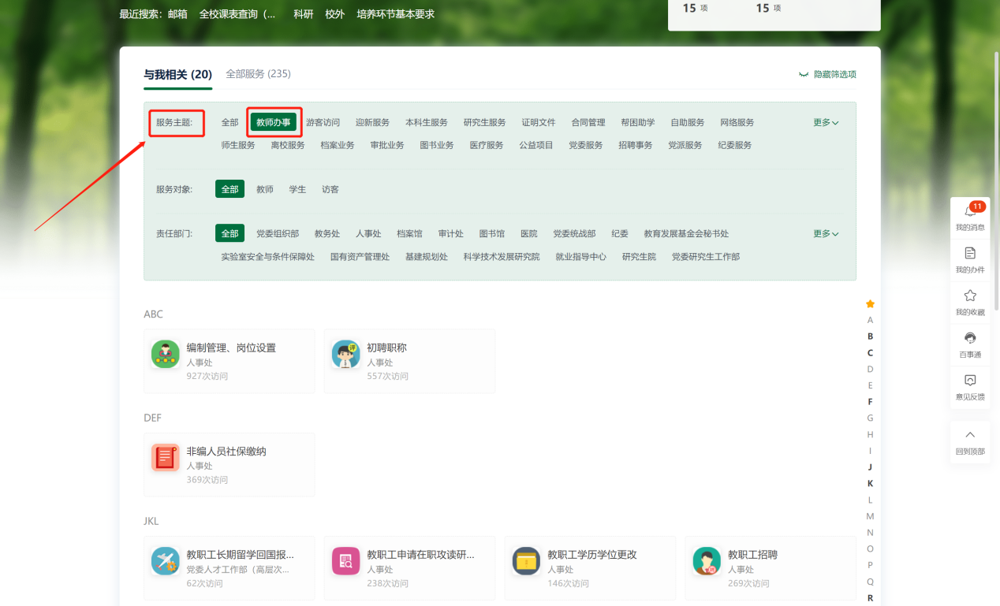 最近搜索：邮箱 全校课表查询（... 科研 校外 培养环节基本要求
15 项 15 项
与我相关 (20) 全部服务 (235) 隐藏筛选项
服务主题: 全部 教师办事 游客访问 迎新服务 本科生服务 研究生服务 证明文件 合同管理 帮困助学 自助服务 网络服务 更多
师生服务 离校服务 档案业务 审批业务 图书业务 医疗服务 公益项目 党委服务 招聘事务 党派服务 纪委服务
服务对象: 全部 教师 学生 访客
责任部门: 全部 党委组织部 教务处 人事处 档案馆 审计处 图书馆 医院 党委统战部 纪委 教育发展基金会秘书处 更多
实验室安全与条件保障处 国有资产管理处 基建规划处 科学技术发展研究院 就业指导中心 研究生院 党委研究生工作部
ABC
编制管理、岗位设置
人事处
927次访问
初聘职称
人事处
557次访问
DEF
非编人员社保缴纳
人事处
369次访问
JKL
教职工长期留学回国报...
党委人才工作部（高层次...
62次访问
教职工申请在职攻读研...
人事处
238次访问
教职工学历学位更改
人事处
146次访问
教职工招聘
人事处
269次访问
A
B
C
D
E
F
G
H
I
J
K
L
M
N
O
P
Q
R
11
我的消息
我的办件
我的收藏
百事通
意见反馈
回到顶部